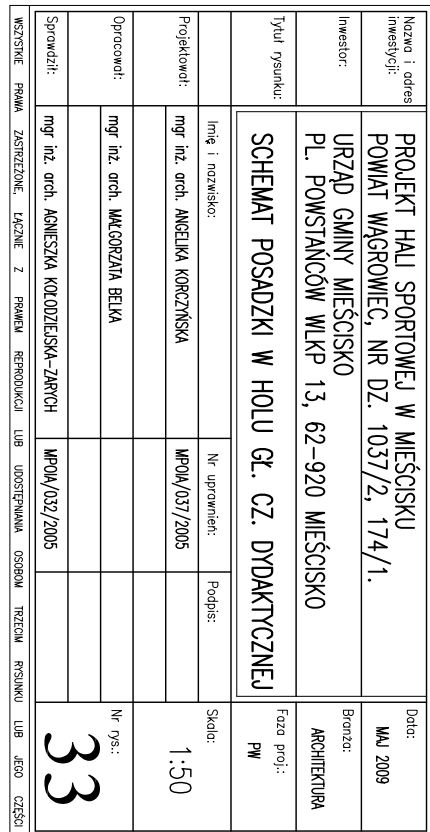 Nazwa i adres
inwestycji:
PROJEKT HALI SPORTOWEJ W MIEŚCISKU
POWIAT WĄGROWIEC, NR DZ. 1037/2, 174/1.
Data:
MAJ 2009
Inwestor:
URZĄD GMINY MIEŚCISKO
PL. POWSTAŃCÓW WLKP 13, 62-920 MIEŚCISKO
Branża:
ARCHITEKTURA
Tytuł rysunku:
SCHEMAT POSADZKI W HOLU GŁ. CZ. DYDAKTYCZNEJ
Faza proj.:
PW
Imię i nazwisko:
Nr uprawnień:
Podpis:
Skala:
1:50
Projektował:
mgr inż. arch. ANGELIKA KORCZYŃSKA
MPOIA/037/2005
Opracował:
mgr inż. arch. MAŁGORZATA BELKA
Nr rys.:
33
Sprawdził:
mgr inż. arch. AGNIESZKA KOŁODZIEJSKA-ZARYCH
MPOIA/032/2005
WSZYSTKIE PRAWA ZASTRZEŻONE, ŁĄCZNIE Z PRAWEM REPRODUKCJI LUB UDOSTĘPNIANIA OSOBOM TRZECIM RYSUNKU LUB JEGO CZĘŚCI